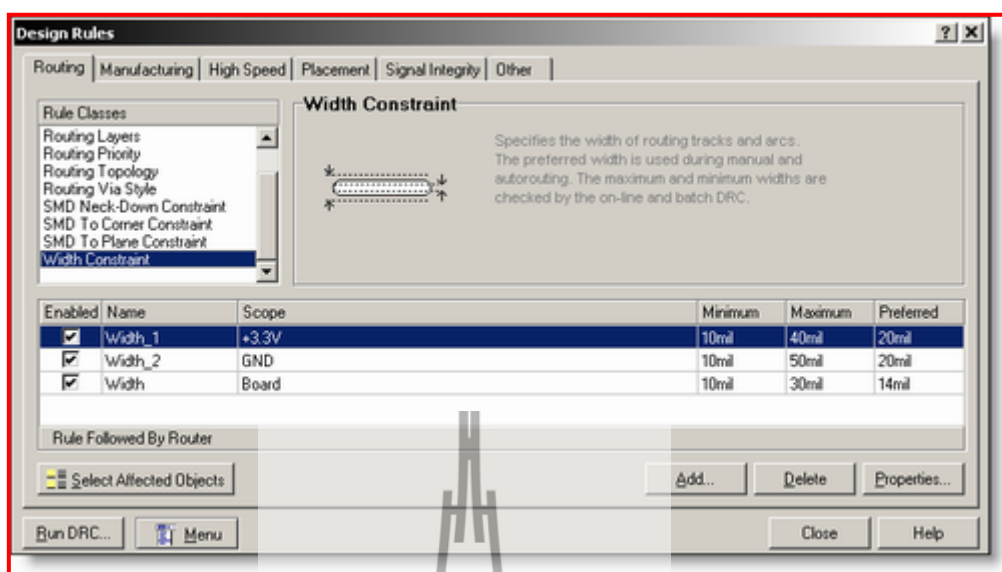 Design Rules
Routing Manufacturing High Speed Placement Signal Integrity Other
Rule Classes
Routing Layers
Routing Priority
Routing Topology
Routing Via Style
SMD Neck-Down Constraint
SMD To Corner Constraint
SMD To Plane Constraint
Width Constraint
Width Constraint
Specifies the width of routing tracks and arcs.
The preferred width is used during manual and
autorouting. The maximum and minimum widths are
checked by the on-line and batch DRC.
Enabled Name Scope Minimum Maximum Preferred
Width_1 +3.3V 10mil 40mil 20mil
Width_2 GND 10mil 50mil 20mil
Width Board 10mil 30mil 14mil
Rule Followed By Router
Select Affected Objects Add... Delete Properties...
Run DRC... Menu Close Help